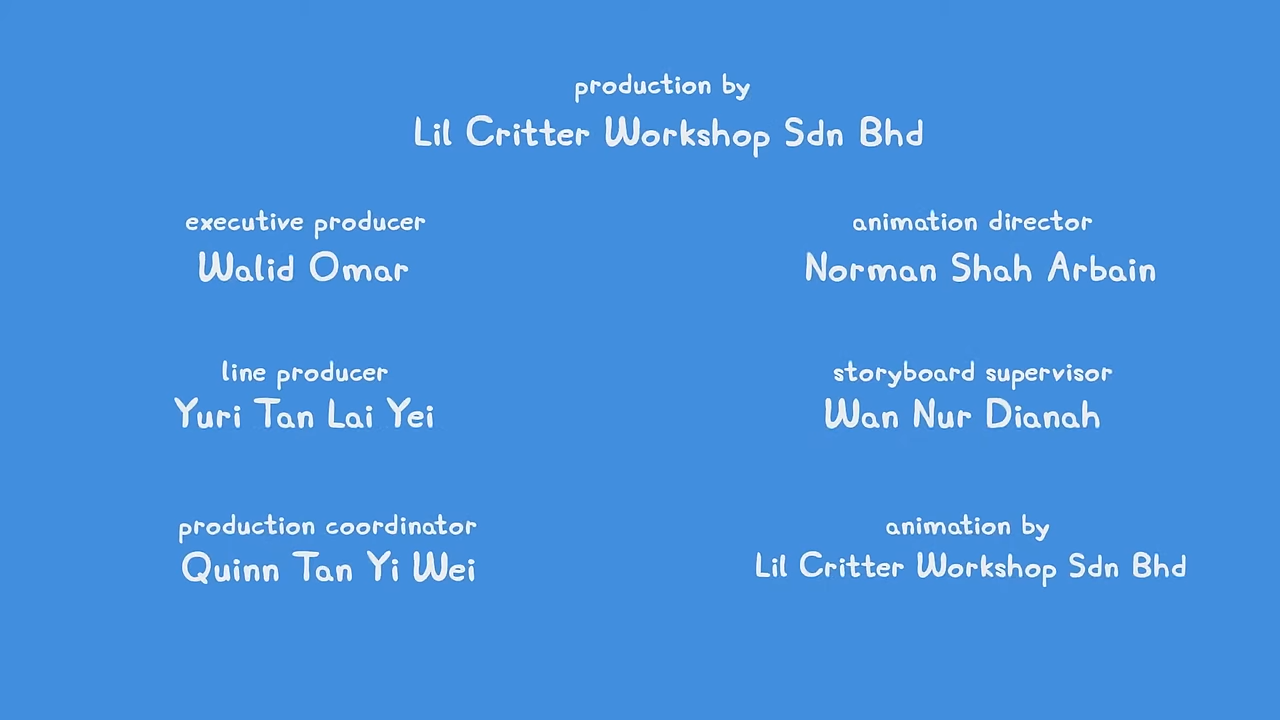 production by
Lil Critter Workshop Sdn Bhd
executive producer
Walid Omar
animation director
Norman Shah Arbain
line producer
Yuri Tan Lai Yei
storyboard supervisor
Wan Nur Dianah
production coordinator
Quinn Tan Yi Wei
animation by
Lil Critter Workshop Sdn Bhd